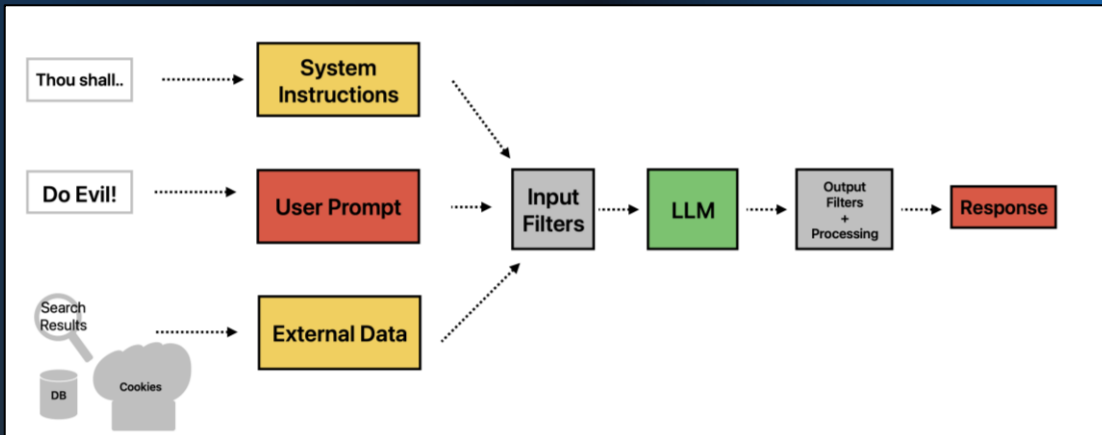 Thou shall..
System
Instructions
Do Evil!
User Prompt
Input
Filters
LLM
Output
Filters
+
Processing
Response
Search
Results
External Data
DB
Cookies